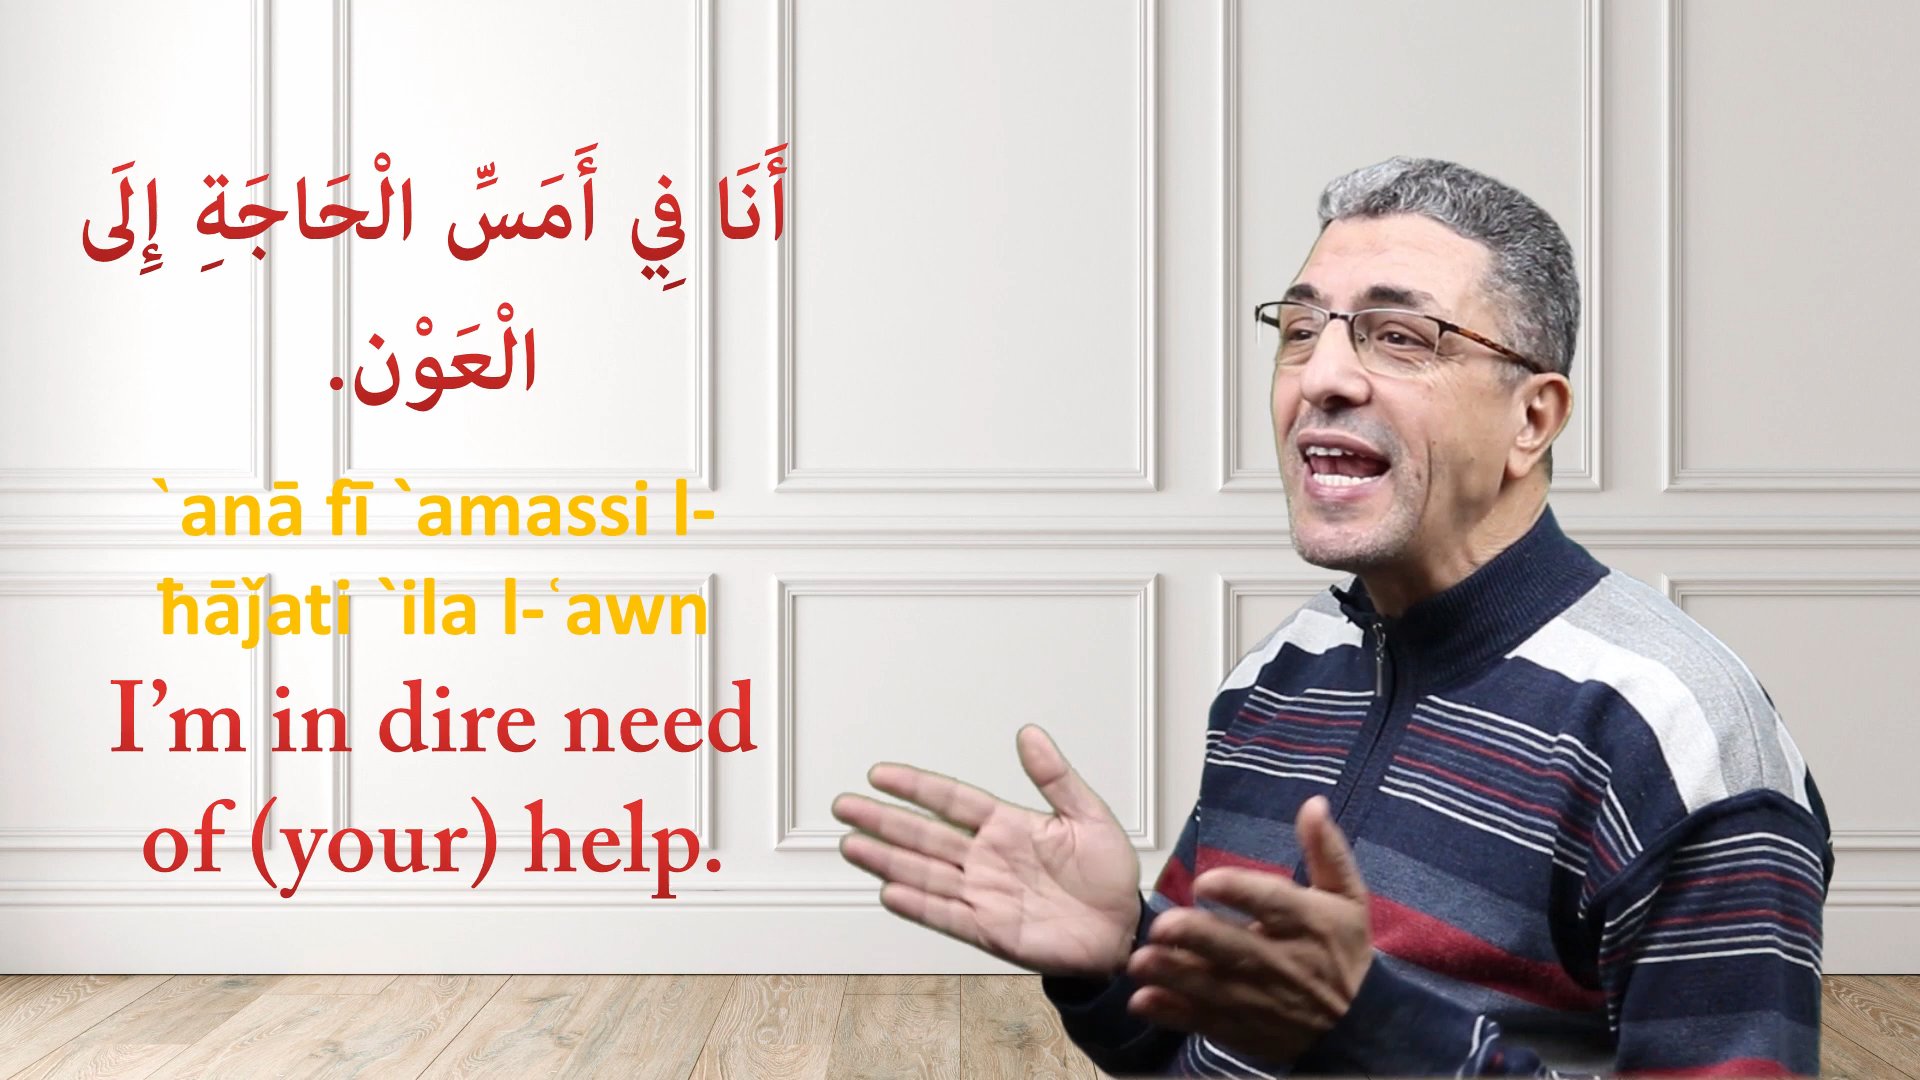 أَنَا فِي أَمَسِّ الْحَاجَةِ إِلَى
الْعَوْن.
`anā fī `amassi l-
ħāǰati `ila l-ʿawn
I’m in dire need
of (your) help.